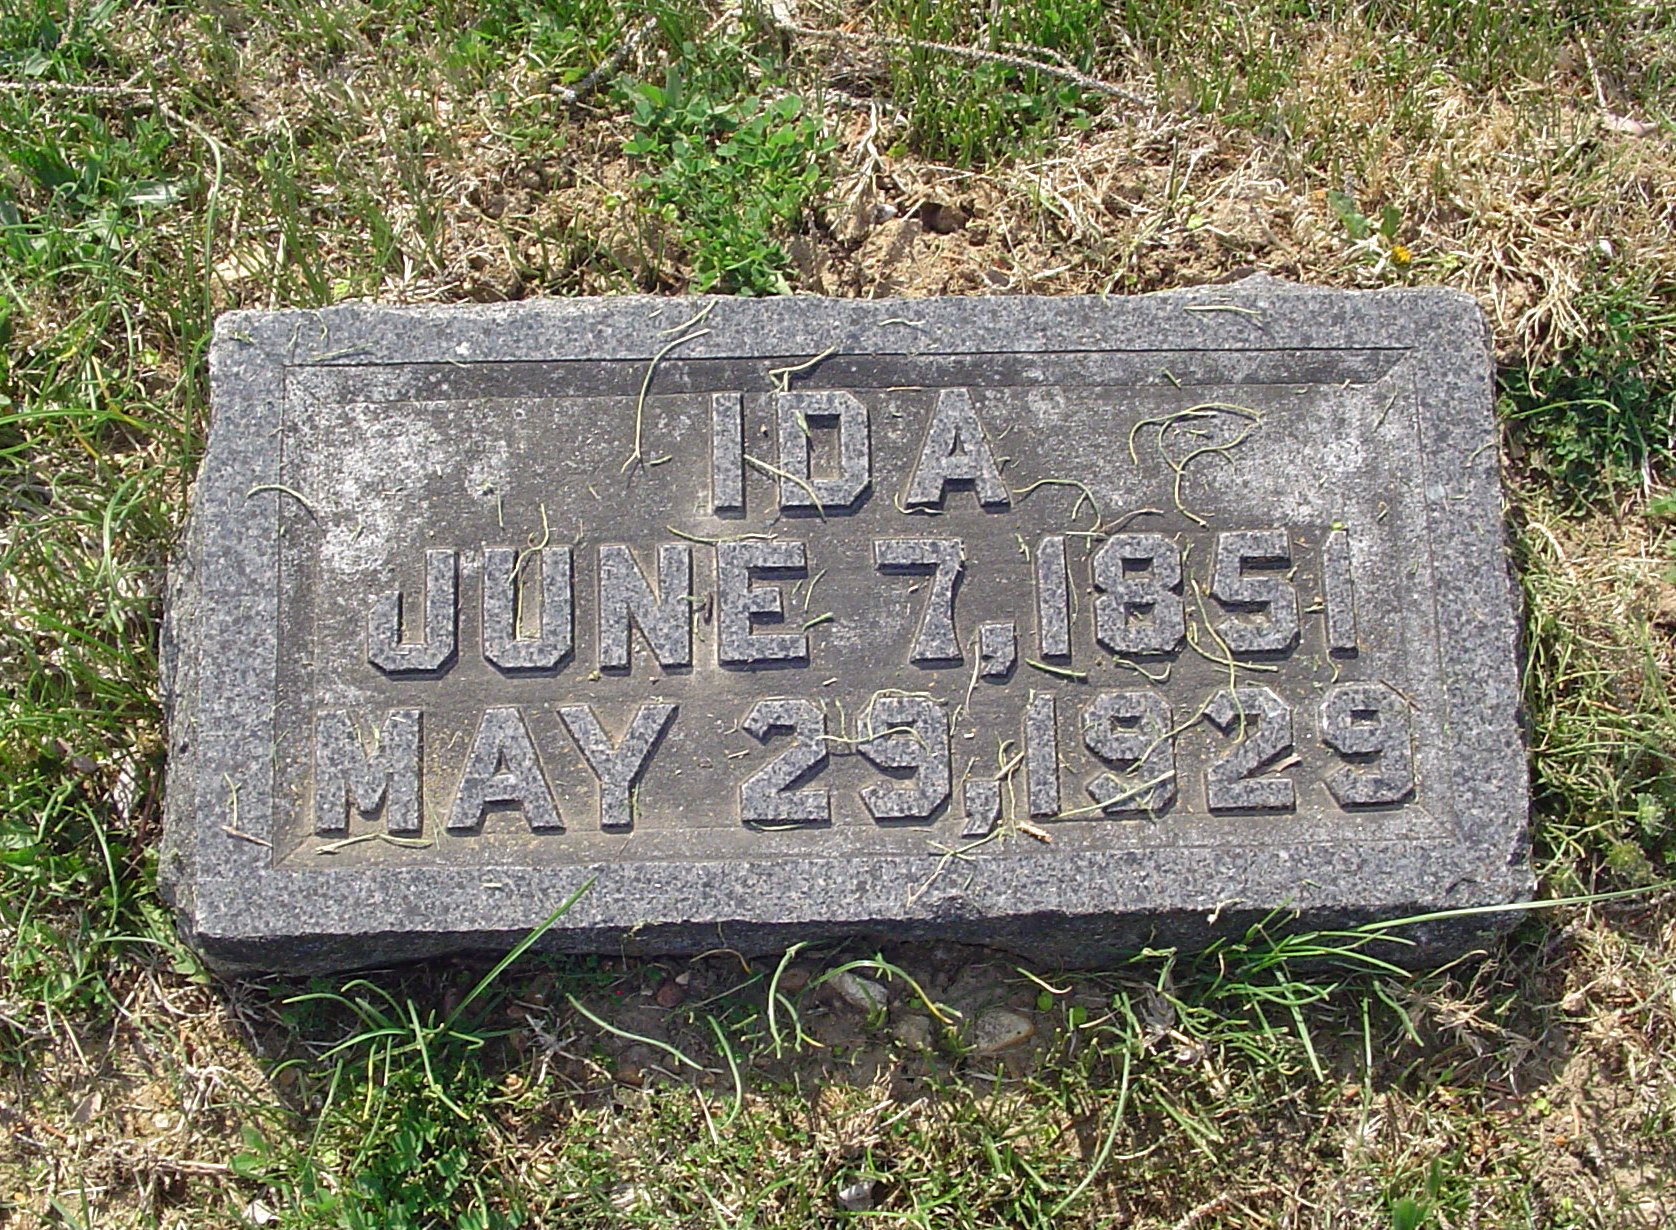 IDA
JUNE 7, 1851
MAY 29, 1929